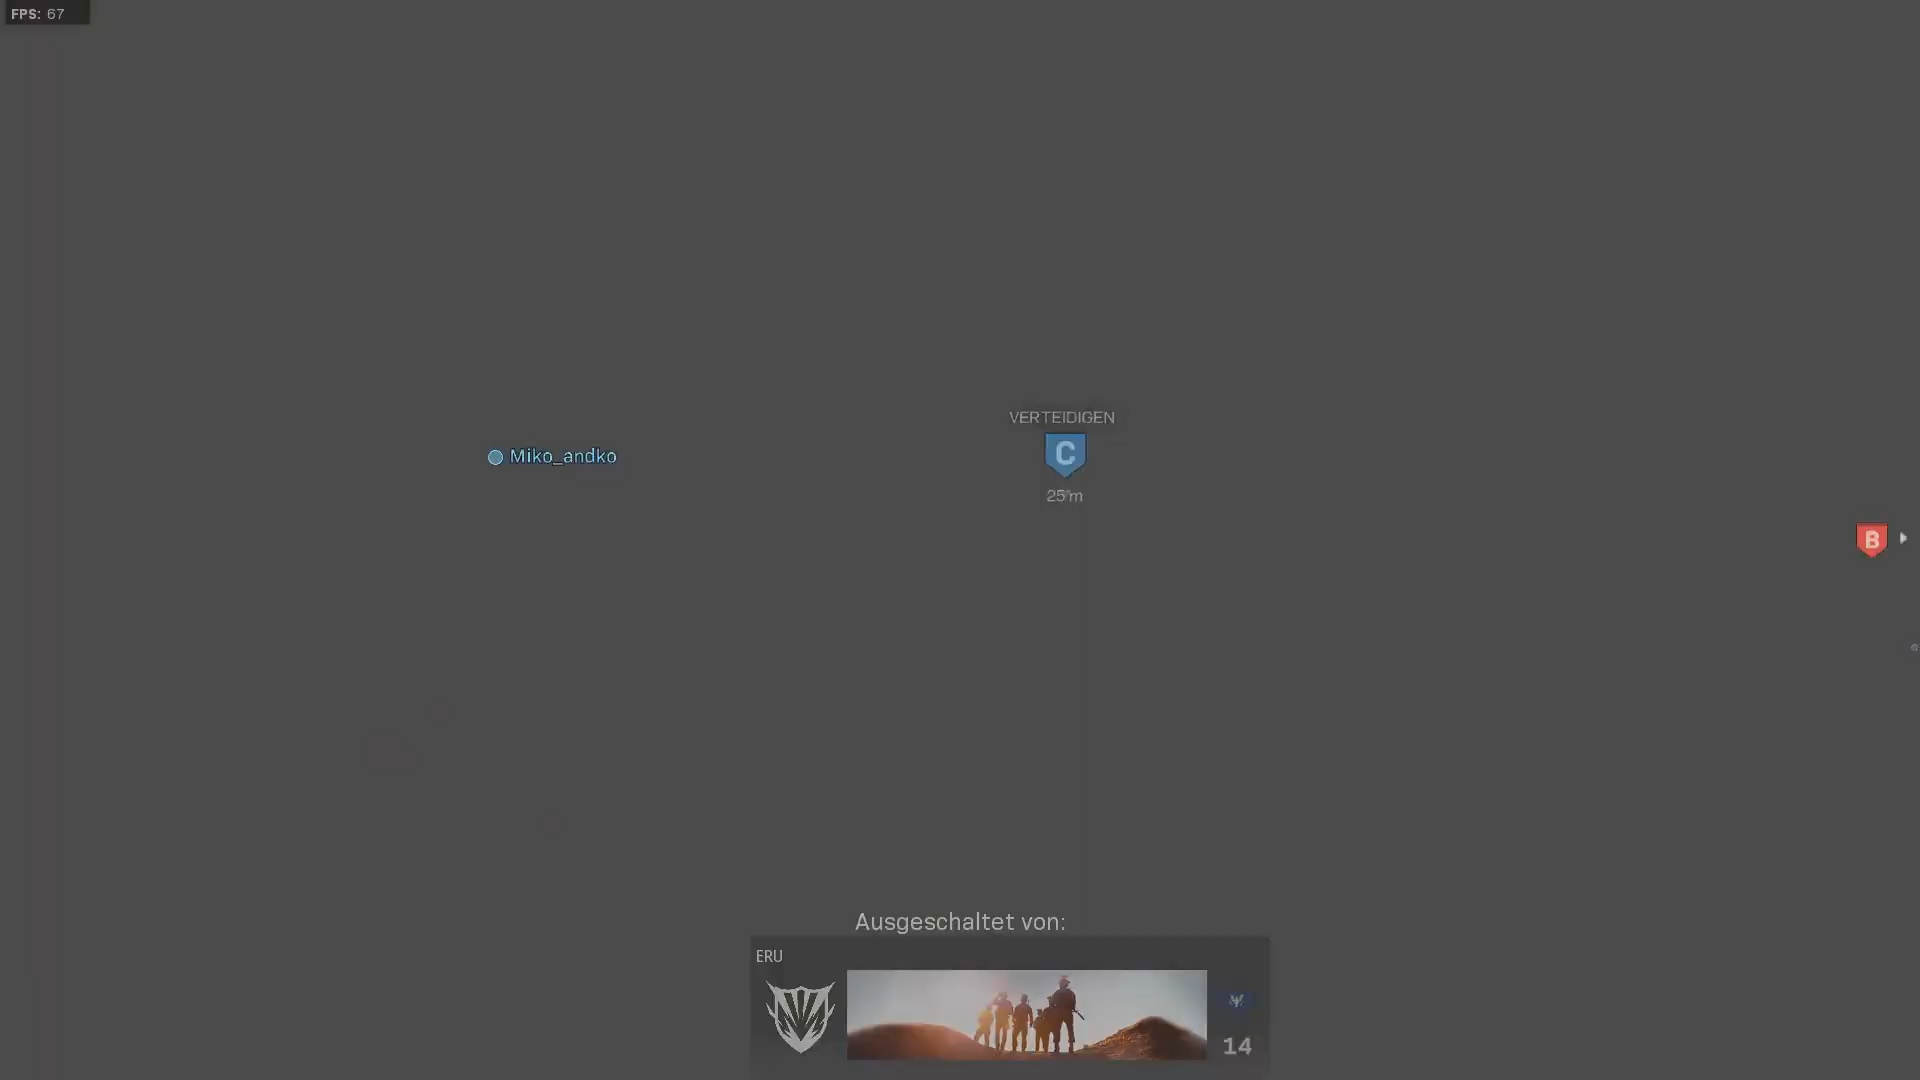 FPS: 67
VERTEIDIGEN
C
Miko_andko
25 m
B
Ausgeschaltet von:
ERU
14